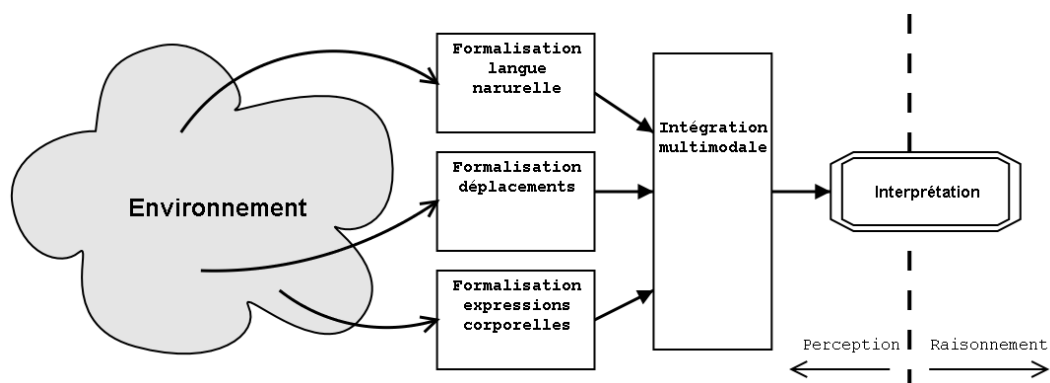 Environnement
Formalisation
langue
narurelle
Formalisation
déplacements
Formalisation
expressions
corporelles
Intégration
multimodale
Interprétation
Perception
Raisonnement